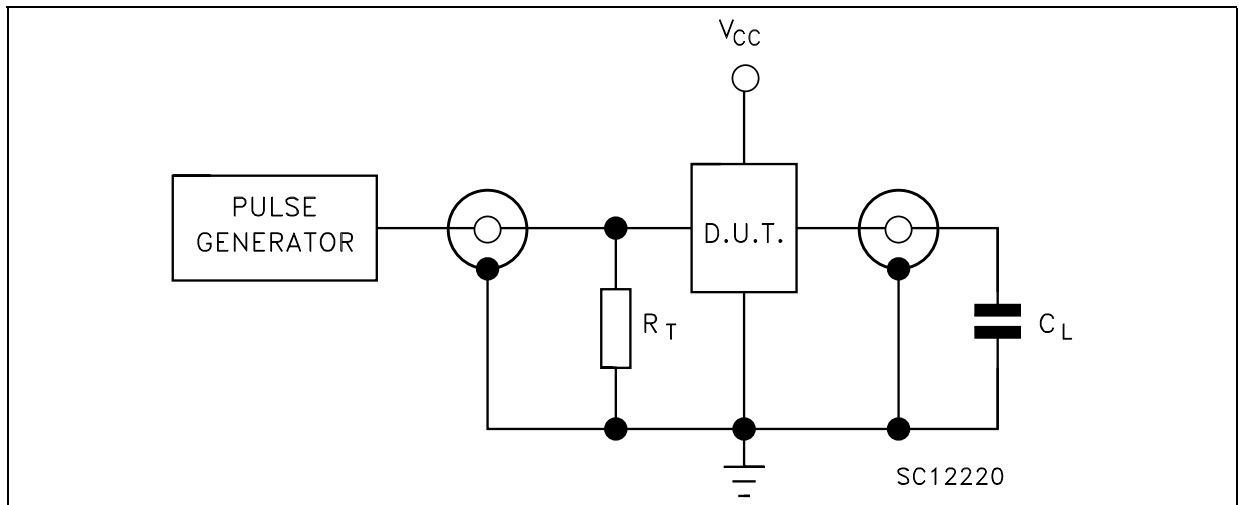 VCC
PULSE
GENERATOR
D.U.T.
RT
CL
SC12220